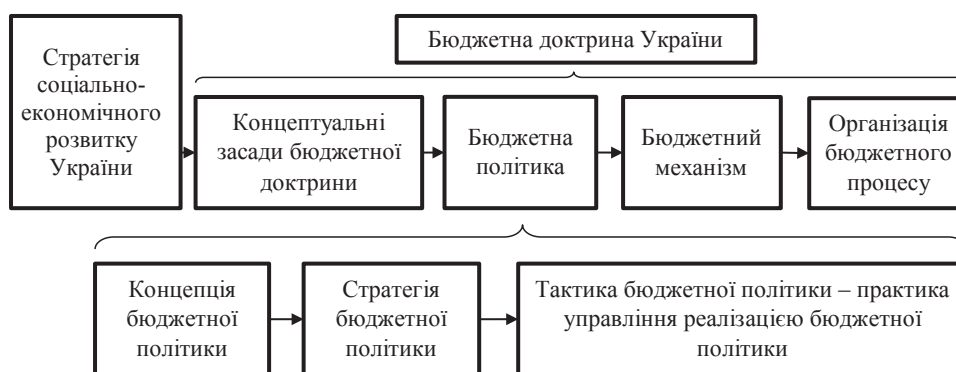 Стратегія
соціально-
економічного
розвитку
України
Бюджетна доктрина України
Концептуальні
засади бюджетної
доктрини
Бюджетна
політика
Бюджетний
механізм
Організація
бюджетного
процесу
Концепція
бюджетної
політики
Стратегія
бюджетної
політики
Тактика бюджетної політики – практика
управління реалізацією бюджетної
політики